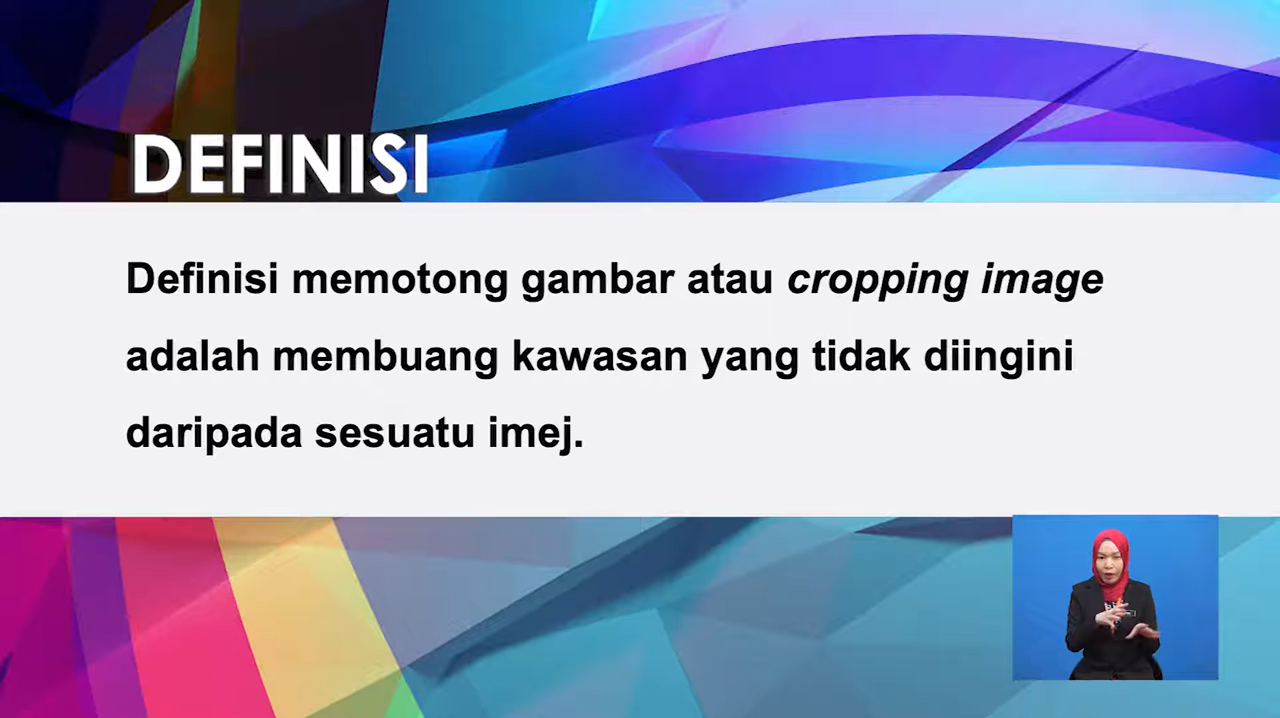 DEFINISI
Definisi memotong gambar atau cropping image
adalah membuang kawasan yang tidak diingini
daripada sesuatu imej.